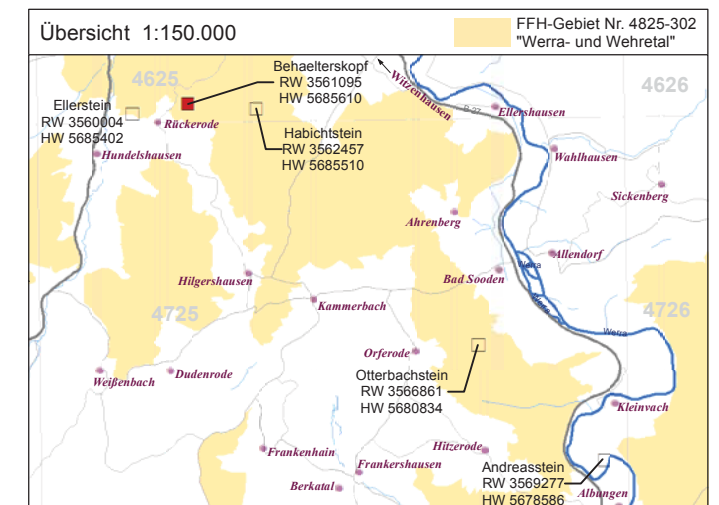 Übersicht 1:150.000
FFH-Gebiet Nr. 4825-302
"Werra- und Wehretal"
4625
4626
Behaelterskopf
RW 3561095
HW 5685610
Witzenhausen
Ellerstein
RW 3560004
HW 5685402
B 27
Ellershausen
Rückerode
Habichtstein
RW 3562457
HW 5685510
Hundelshausen
Wahlhausen
Sickenberg
Ahrenberg
Allendorf
Werra
Hilgershausen
Bad Sooden
Kammerbach
Werra
4725
4726
Werra
Orferode
Otterbachstein
RW 3566861
HW 5680834
Weißenbach
Dudenrode
Kleinvach
Frankenhain
Hitzerode
Frankershausen
Andreasstein
RW 3569277
HW 5678586
Berkatal
Albungen